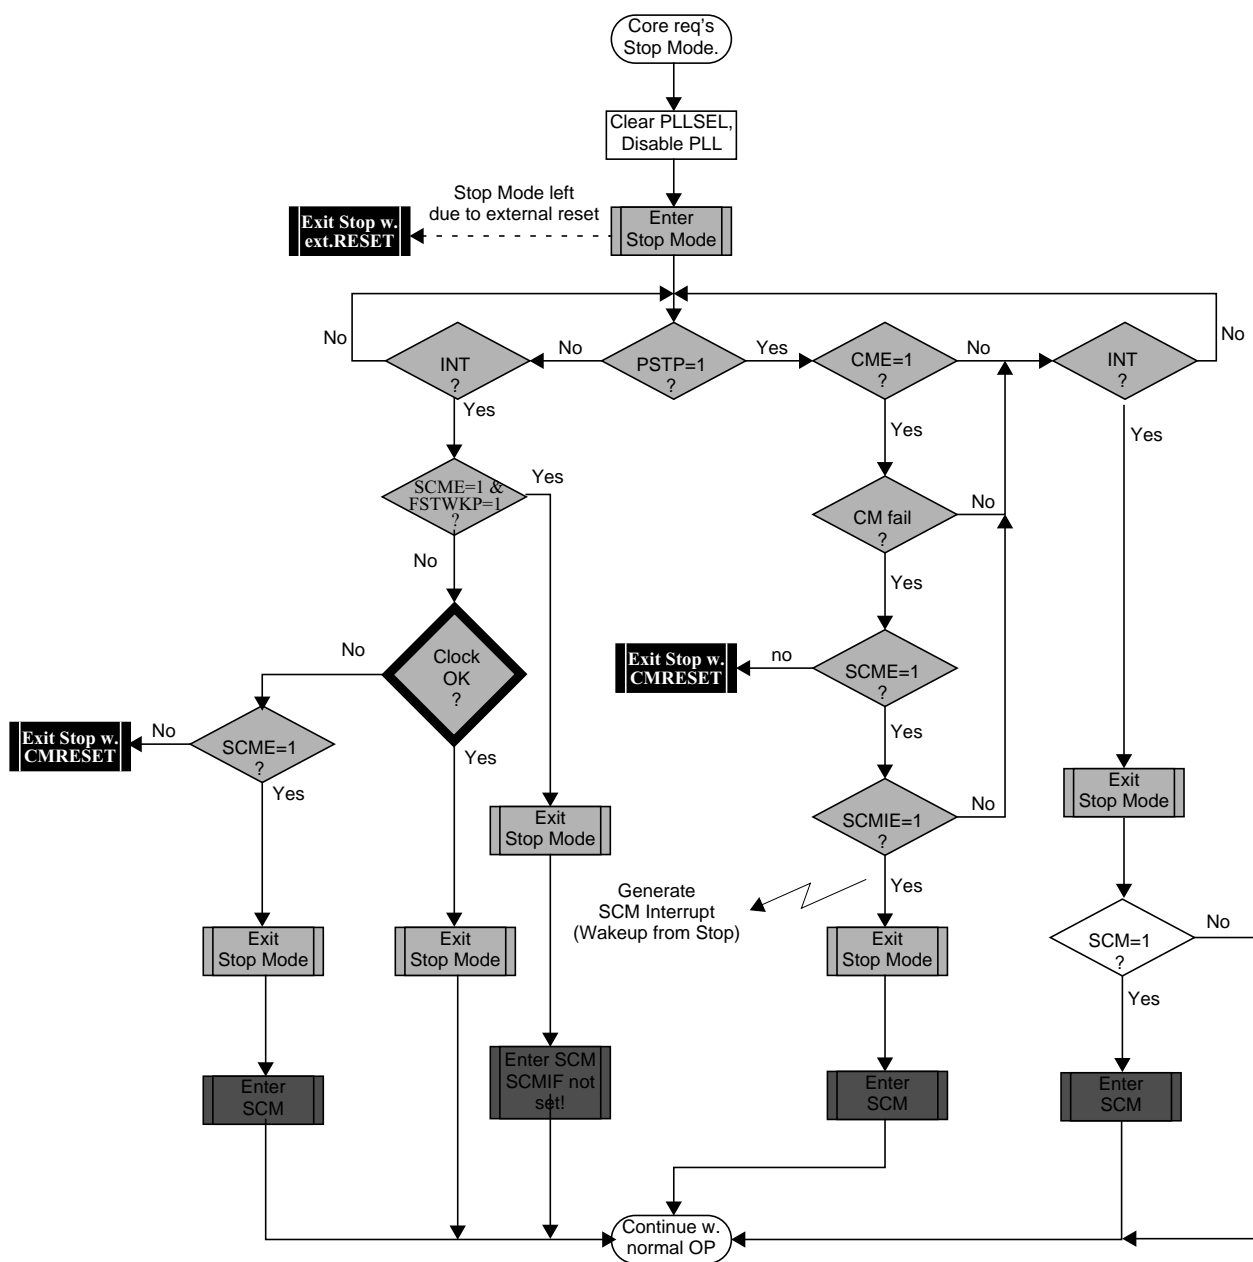 Core req's
Stop Mode.
Clear PLLSEL,
Disable PLL
Stop Mode left
due to external reset
Exit Stop w.
ext.RESET
Enter
Stop Mode
No
INT
?
No
PSTP=1
?
Yes
CME=1
?
No
INT
?
No
Yes
Yes
Yes
SCME=1 &
FSTWKP=1
?
Yes
No
CM fail
?
No
Yes
No
Clock
OK
?
Exit Stop w.
CMRESET
no
SCME=1
?
Yes
Exit Stop w.
CMRESET
No
SCME=1
?
Yes
Yes
Exit
Stop Mode
SCMIE=1
?
No
Exit
Stop Mode
Yes
Generate
SCM Interrupt
(Wakeup from Stop)
Exit
Stop Mode
Exit
Stop Mode
Exit
Stop Mode
SCM=1
?
No
Yes
Enter
SCM
Enter SCM
SCMIF not
set!
Enter
SCM
Enter
SCM
Continue w.
normal OP